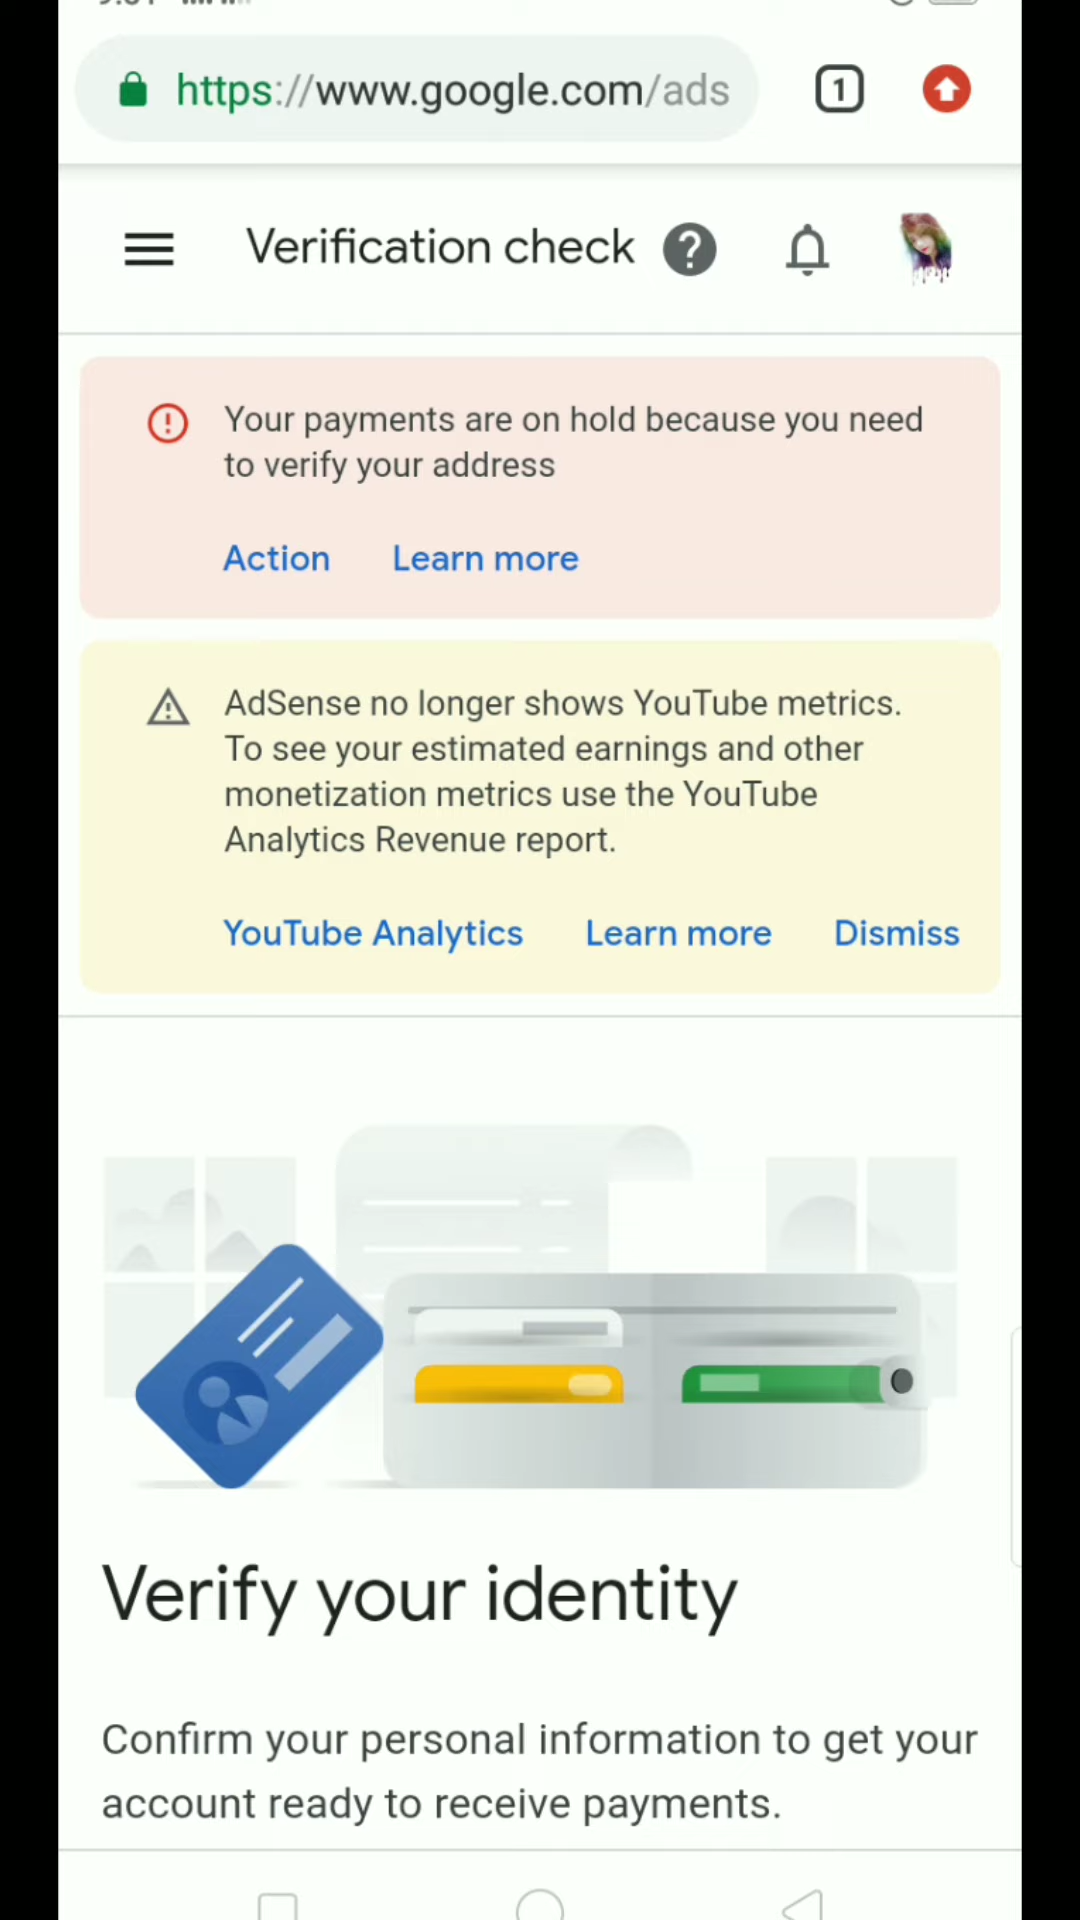 https://www.google.com/ads
1
Verification check
Your payments are on hold because you need
to verify your address
Action Learn more
AdSense no longer shows YouTube metrics.
To see your estimated earnings and other
monetization metrics use the YouTube
Analytics Revenue report.
YouTube Analytics Learn more Dismiss
Verify your identity
Confirm your personal information to get your
account ready to receive payments.